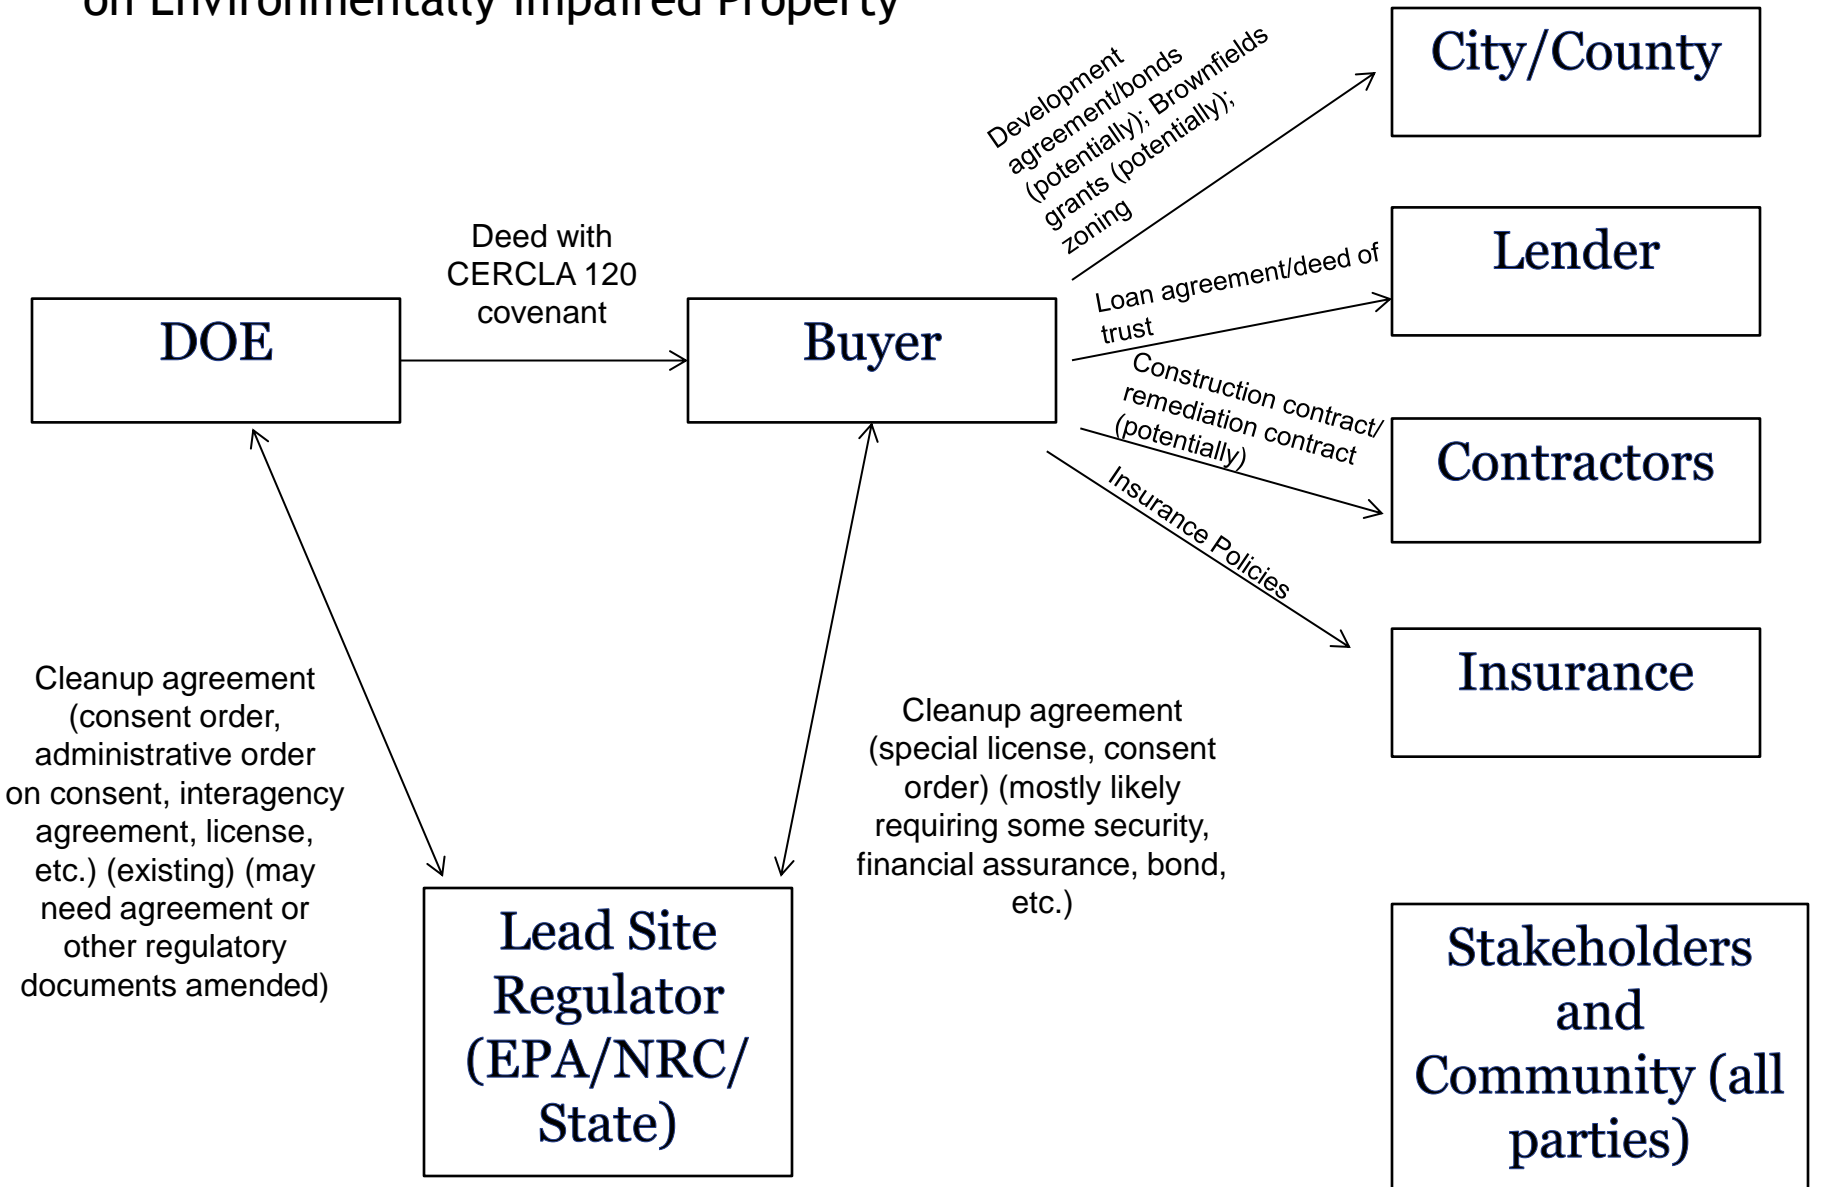 on Environmentally Impaired Property
City/County
Development
agreement/bonds
(potentially); Brownfields
grants (potentially);
zoning
Lender
Loan agreement/deed of
trust
Deed with
CERCLA 120
covenant
DOE
Buyer
Construction contract/
remediation contract
(potentially)
Contractors
Insurance Policies
Insurance
Cleanup agreement
(consent order,
administrative order
on consent, interagency
agreement, license,
etc.) (existing) (may
need agreement or
other regulatory
documents amended)
Cleanup agreement
(special license, consent
order) (mostly likely
requiring some security,
financial assurance, bond,
etc.)
Lead Site
Regulator
(EPA/NRC/
State)
Stakeholders
and
Community (all
parties)